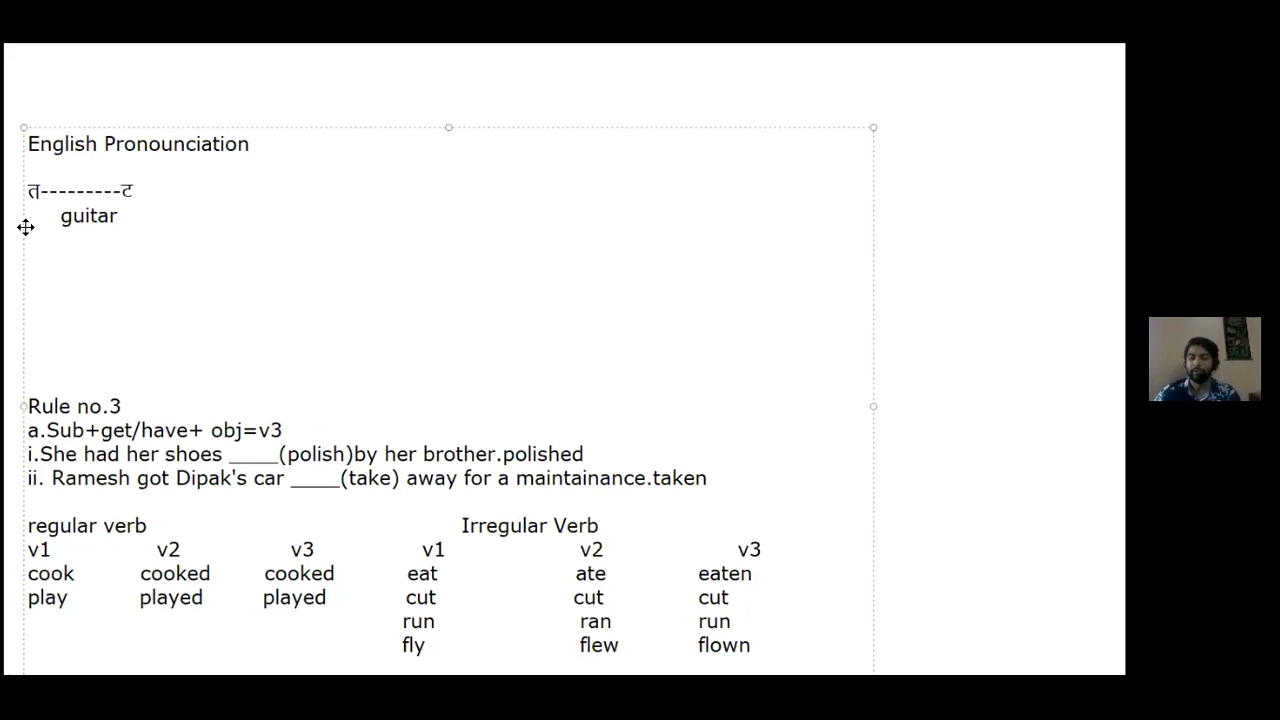 English Pronounciation
त---------ट
guitar
Rule no.3
a.Sub+get/have+ obj=v3
i.She had her shoes _____(polish)by her brother.polished
ii. Ramesh got Dipak's car _____(take) away for a maintainance.taken
regular verb Irregular Verb
v1 v2 v3 v1 v2 v3
cook cooked cooked eat ate eaten
play played played cut cut cut
run ran run
fly flew flown